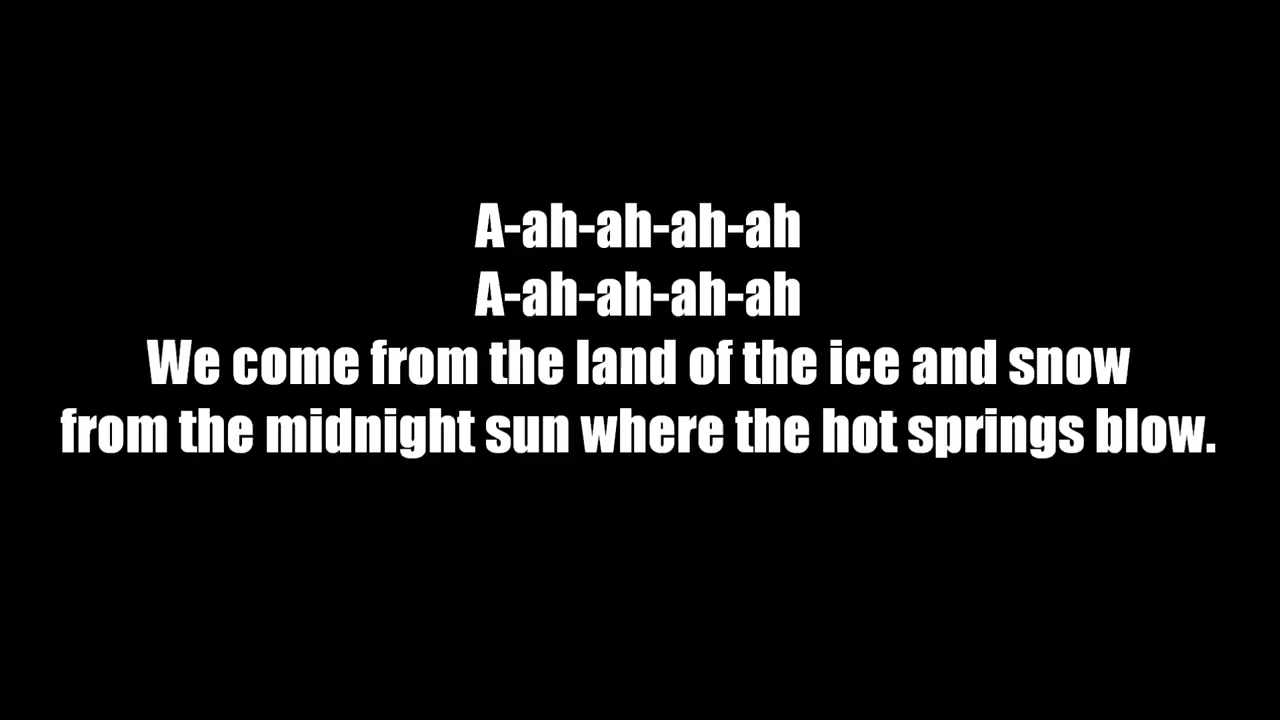 A-ah-ah-ah-ah
A-ah-ah-ah-ah
We come from the land of the ice and snow
from the midnight sun where the hot springs blow.